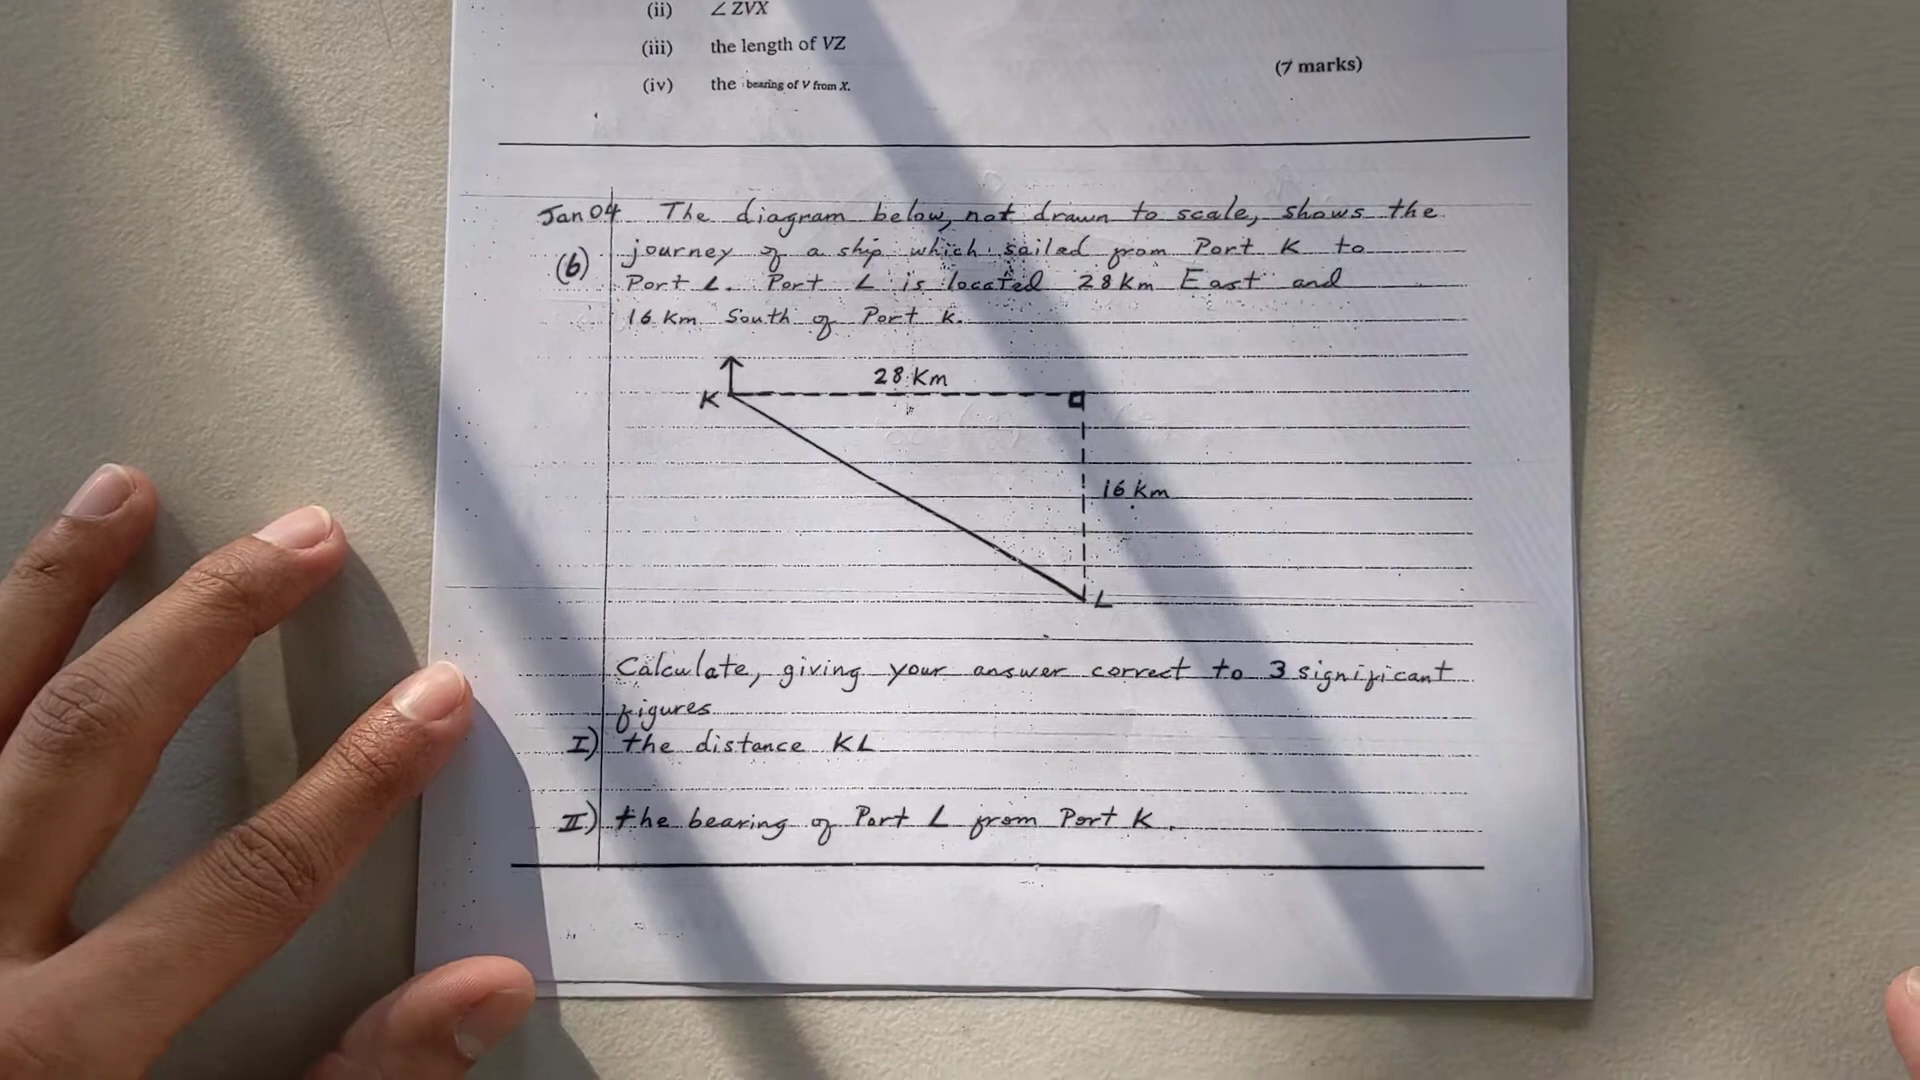 (ii) ∠ ZVX
(iii) the length of VZ
(7 marks)
(iv) the bearing of V from X.
Jan 04 The diagram below, not drawn to scale, shows the
(b) journey of a ship which sailed from Port K to
Port L. Port L is located 28 km East and
16 km South of Port K.
28 km
K
16 km
L
Calculate, giving your answer correct to 3 significant
figures
I) the distance KL
II) the bearing of Port L from Port K.